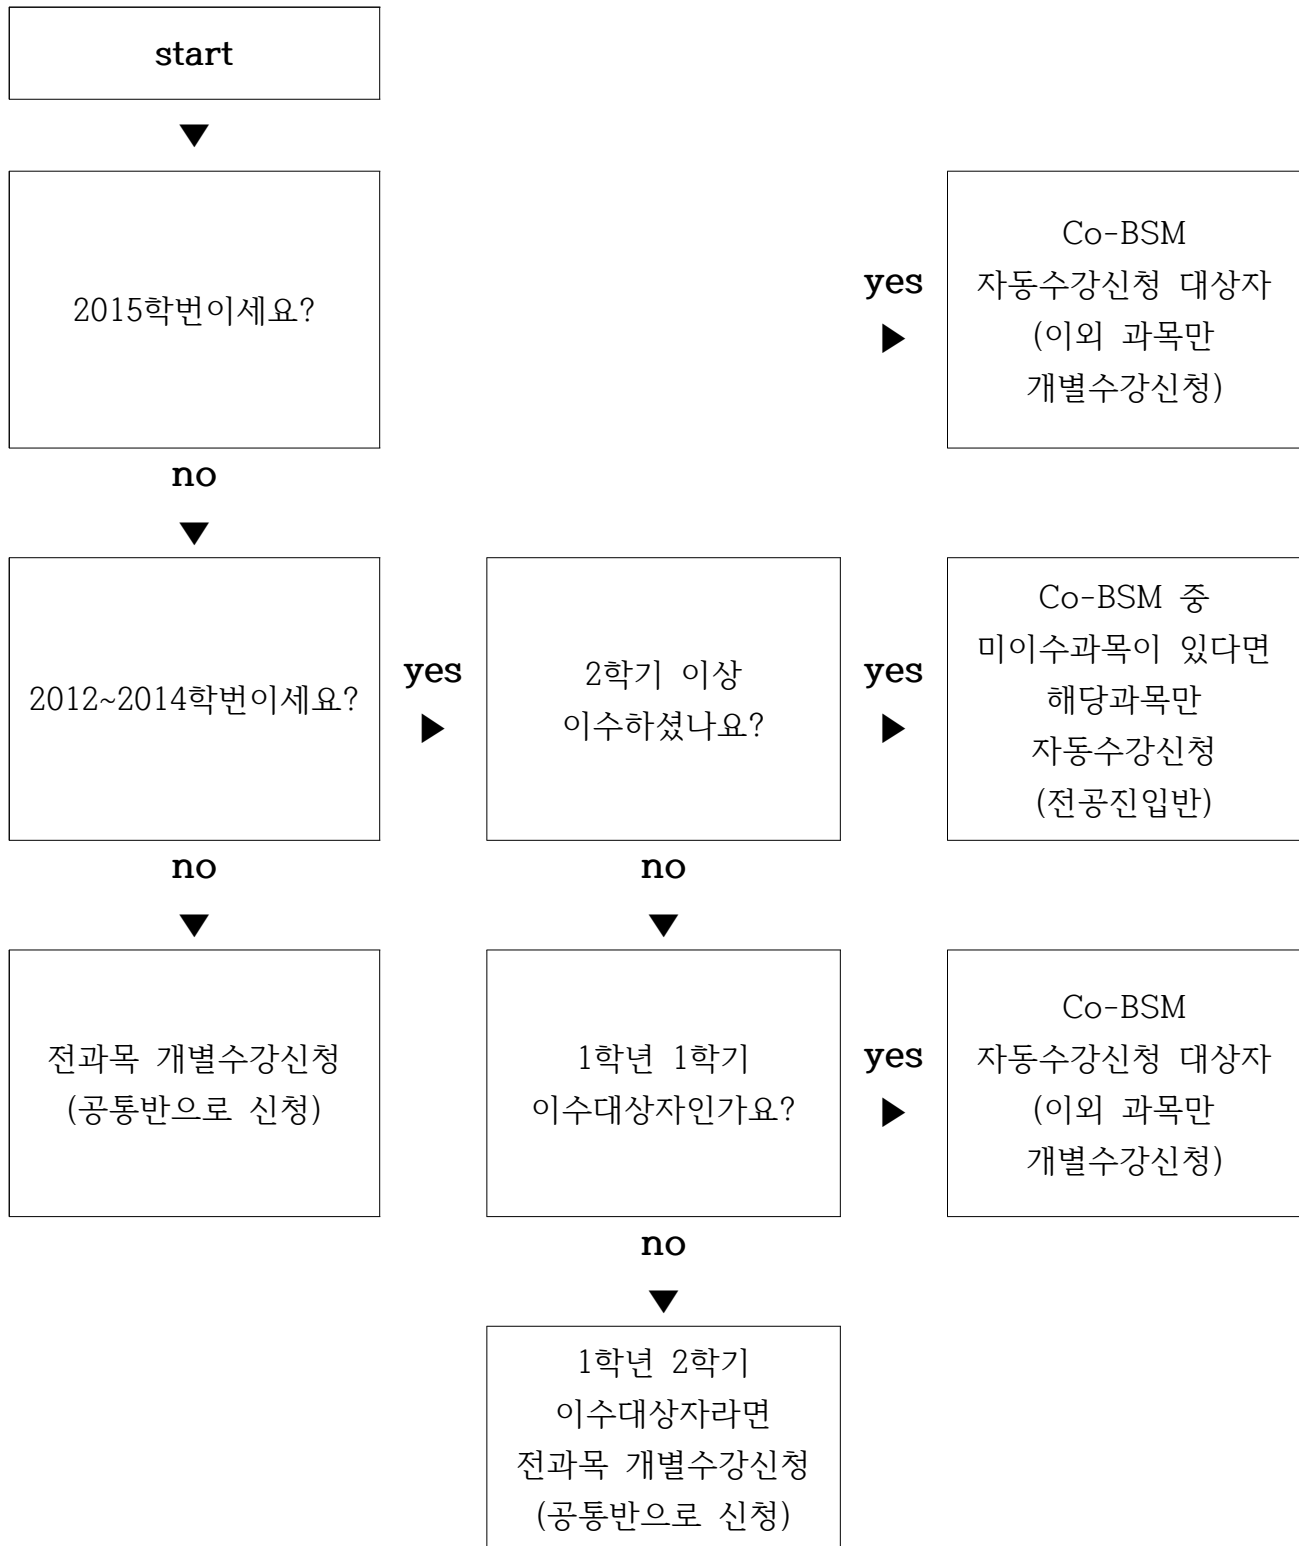 start
▼
2015학번이세요?
yes
▶
Co-BSM
자동수강신청 대상자
(이외 과목만
개별수강신청)
no
▼
2012~2014학번이세요?
yes
▶
2학기 이상
이수하셨나요?
yes
▶
Co-BSM 중
미이수과목이 있다면
해당과목만
자동수강신청
(전공진입반)
no
▼
no
▼
전과목 개별수강신청
(공통반으로 신청)
1학년 1학기
이수대상자인가요?
yes
▶
Co-BSM
자동수강신청 대상자
(이외 과목만
개별수강신청)
no
▼
1학년 2학기
이수대상자라면
전과목 개별수강신청
(공통반으로 신청)